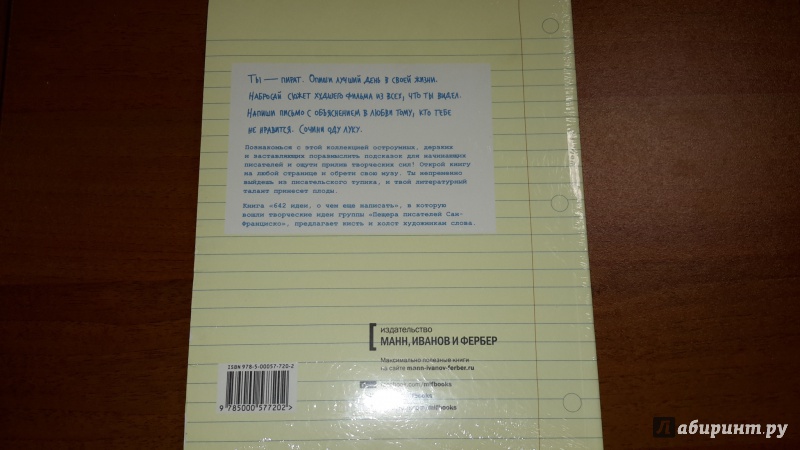 Ты — пират. Опиши лучший день в своей жизни.
Набросай сюжет худшего фильма из всех, что ты видел.
Напиши письмо с объяснением в любви тому, кто тебе
не нравится. Сочини оду луку.
Познакомься с этой коллекцией остроумных, дерзких
и заставляющих поразмыслить подсказок для начинающих
писателей и ощути прилив творческих сил! Открой книгу
на любой странице и обрети свою музу. Ты непременно
выйдешь из писательского тупика, и твой литературный
талант принесет плоды.
Книга «642 идеи, о чем еще написать», в которую
вошли творческие идеи группы «Пещера писателей Сан-
Франциско», предлагает кисть и холст художникам слова.
издательство
МАНН, ИВАНОВ И ФЕРБЕР
Максимально полезные книги
на сайте mann-ivanov-ferber.ru
facebook.com/mifbooks
mifbooks
ISBN 978-5-00057-720-2
9 785000 577202 >
Лабиринт.ру